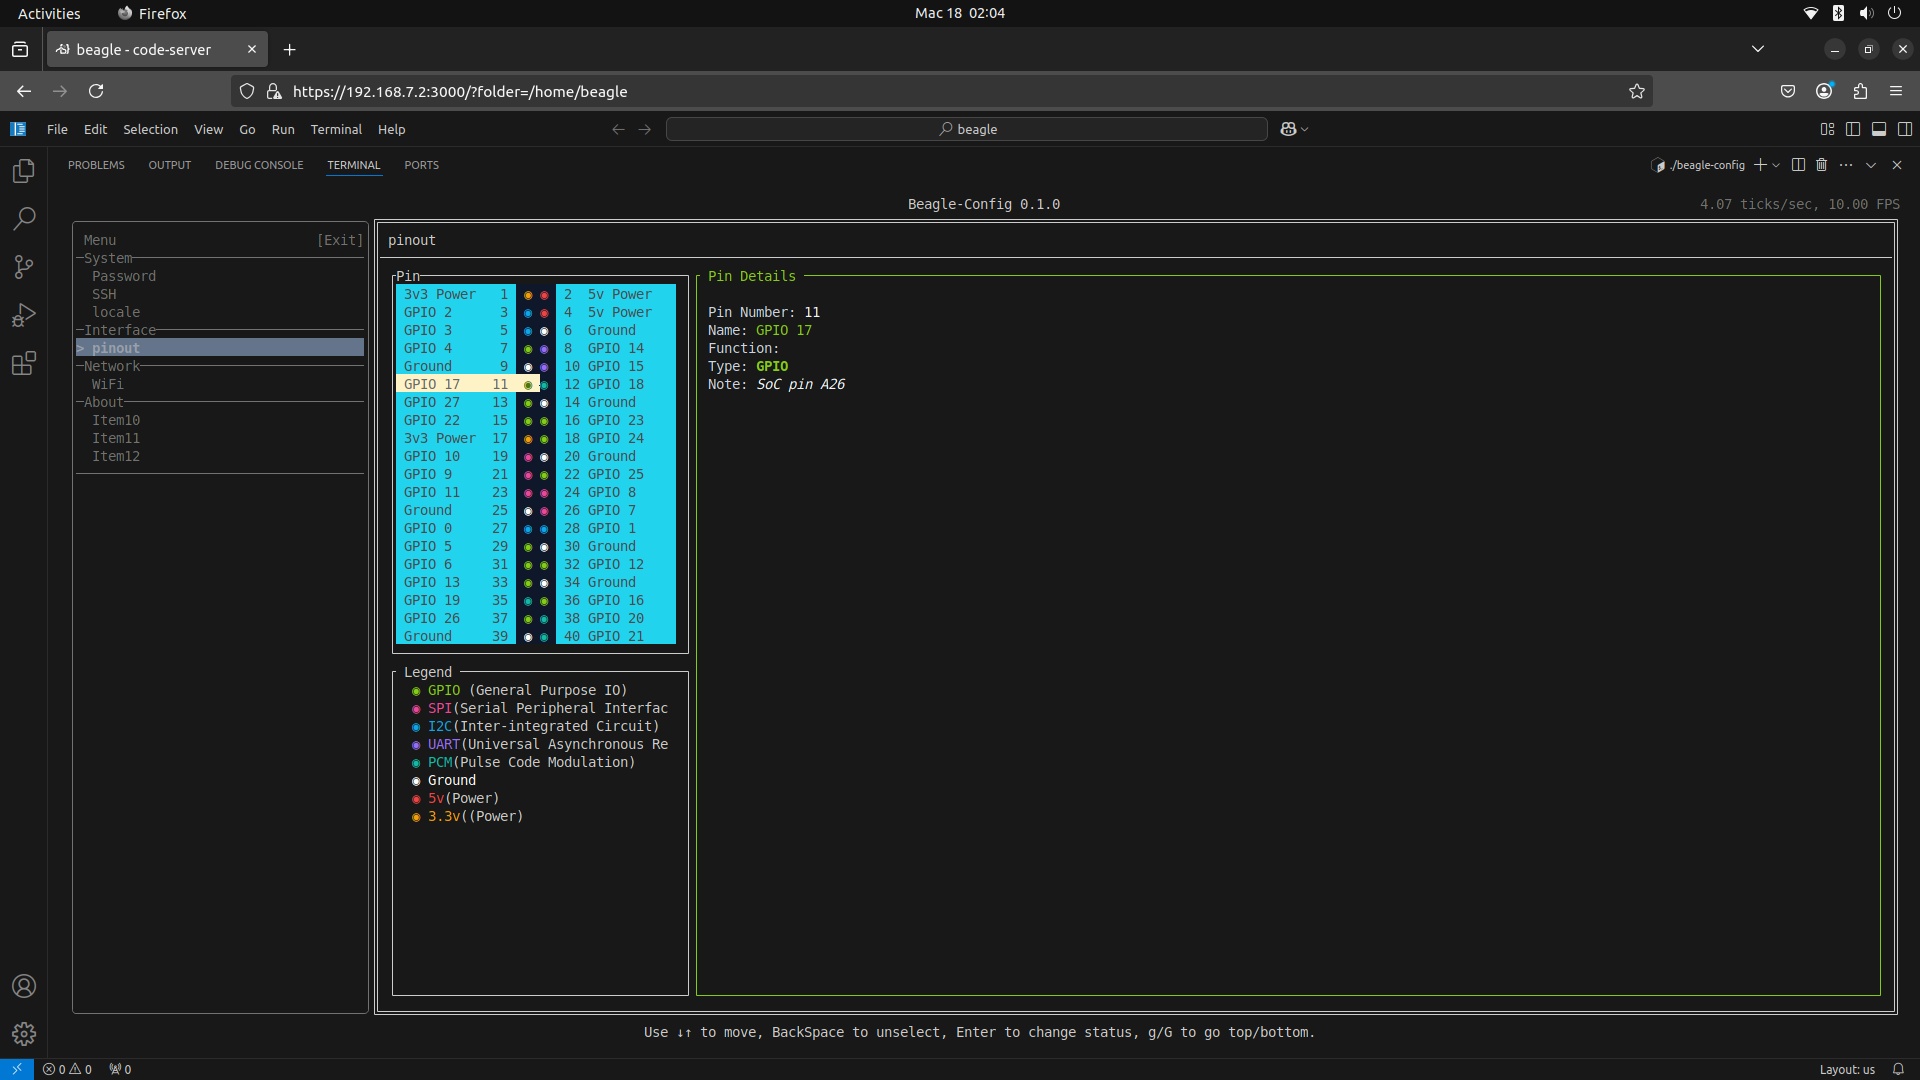 Activities Firefox Mac 18 02:04
beagle - code-server
https://192.168.7.2:3000/?folder=/home/beagle
File Edit Selection View Go Run Terminal Help beagle
PROBLEMS OUTPUT DEBUG CONSOLE TERMINAL PORTS ./beagle-config
Beagle-Config 0.1.0 4.07 ticks/sec, 10.00 FPS
Menu [Exit]
System
Password
SSH
locale
Interface
> pinout
Network
WiFi
About
Item10
Item11
Item12
pinout
Pin
3v3 Power 1 2 5v Power
GPIO 2 3 4 5v Power
GPIO 3 5 6 Ground
GPIO 4 7 8 GPIO 14
Ground 9 10 GPIO 15
GPIO 17 11 12 GPIO 18
GPIO 27 13 14 Ground
GPIO 22 15 16 GPIO 23
3v3 Power 17 18 GPIO 24
GPIO 10 19 20 Ground
GPIO 9 21 22 GPIO 25
GPIO 11 23 24 GPIO 8
Ground 25 26 GPIO 7
GPIO 0 27 28 GPIO 1
GPIO 5 29 30 Ground
GPIO 6 31 32 GPIO 12
GPIO 13 33 34 Ground
GPIO 19 35 36 GPIO 16
GPIO 26 37 38 GPIO 20
Ground 39 40 GPIO 21
Legend
GPIO (General Purpose IO)
SPI(Serial Peripheral Interfac
I2C(Inter-integrated Circuit)
UART(Universal Asynchronous Re
PCM(Pulse Code Modulation)
Ground
5v(Power)
3.3v((Power)
Pin Details
Pin Number: 11
Name: GPIO 17
Function:
Type: GPIO
Note: SoC pin A26
Use ↓↑ to move, BackSpace to unselect, Enter to change status, g/G to go top/bottom.
0 0 0 Layout: us